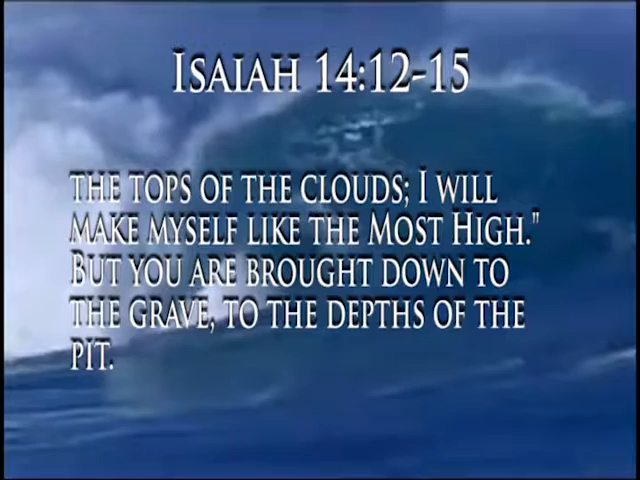 Isaiah 14:12-15
the tops of the clouds; I will
make myself like the Most High."
But you are brought down to
the grave, to the depths of the
pit.